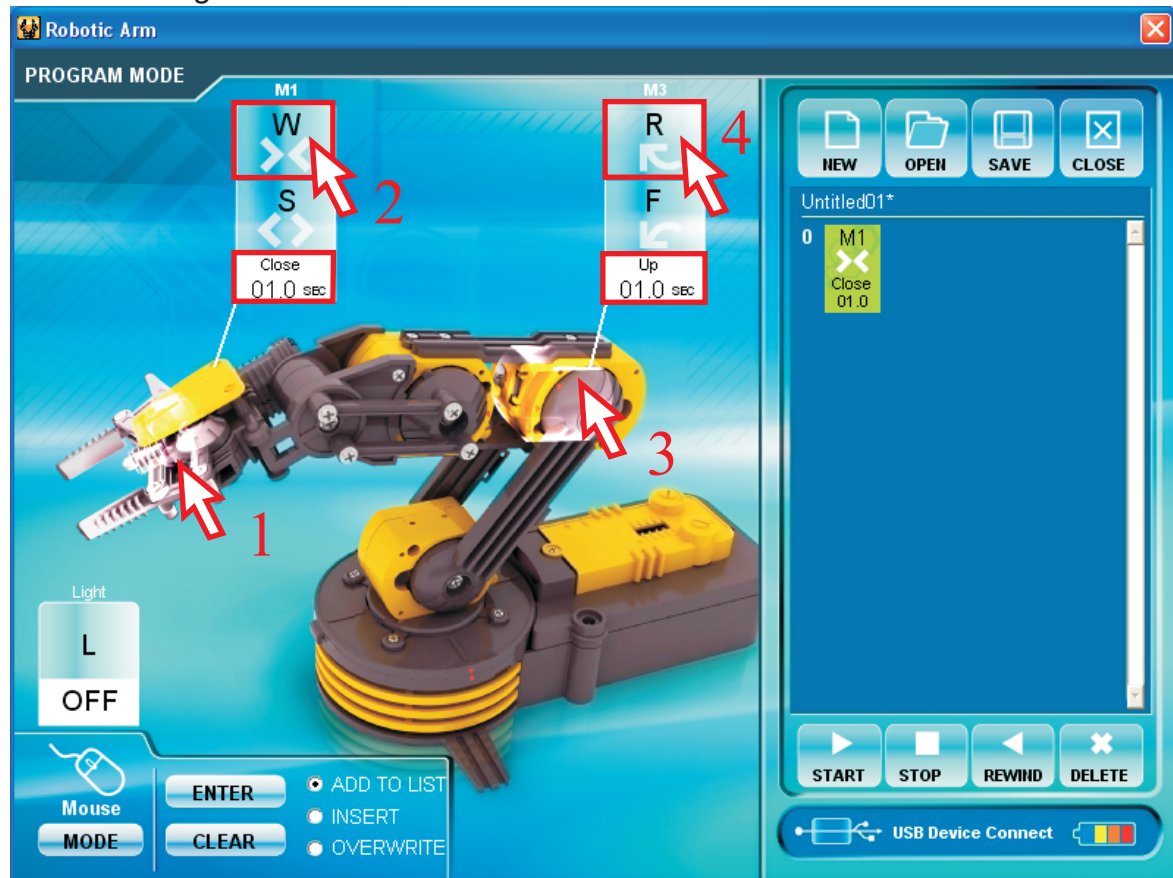 Robotic Arm
PROGRAM MODE
M1
W
S
Close
01.0 SEC
2
M3
R
F
Up
01.0 SEC
4
1
3
NEW OPEN SAVE CLOSE
Untitled01*
0 M1
Close
01.0
Light
L
OFF
Mouse
MODE
ENTER
CLEAR
ADD TO LIST
INSERT
OVERWRITE
START STOP REWIND DELETE
USB Device Connect